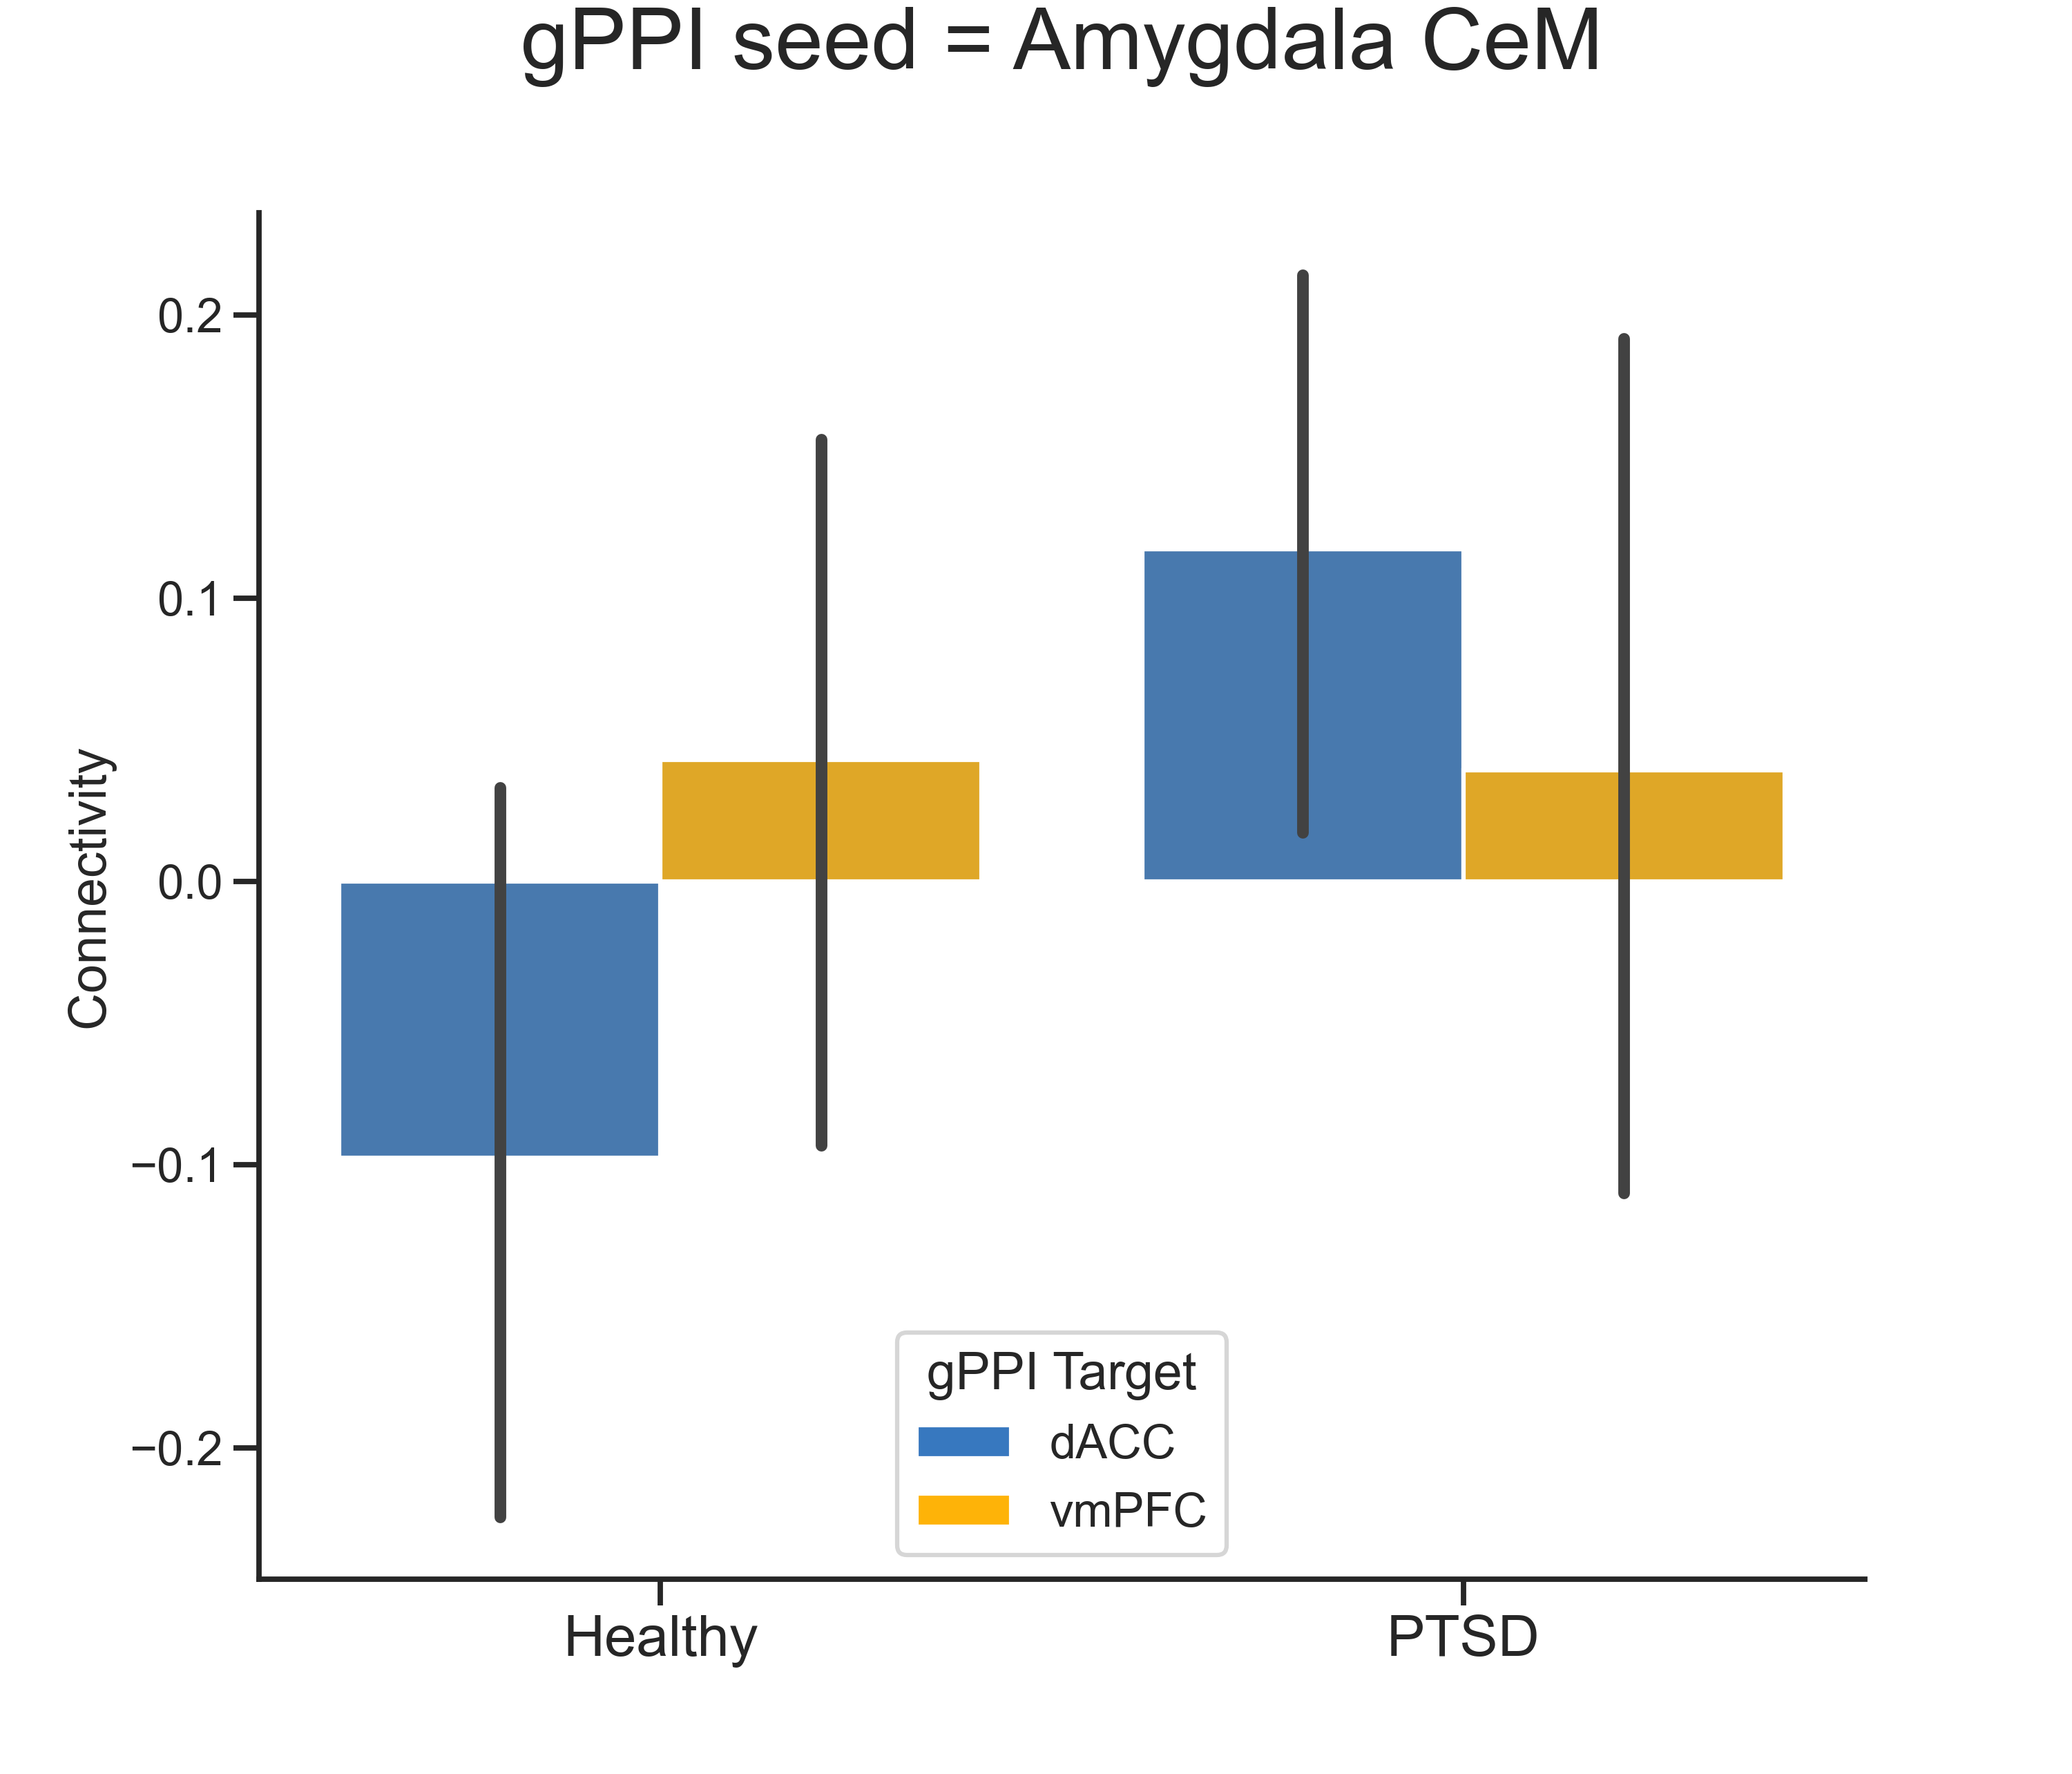 gPPI seed = Amygdala CeM
0.2
0.1
0.0
−0.1
−0.2
Connectivity
gPPI Target
dACC
vmPFC
Healthy
PTSD